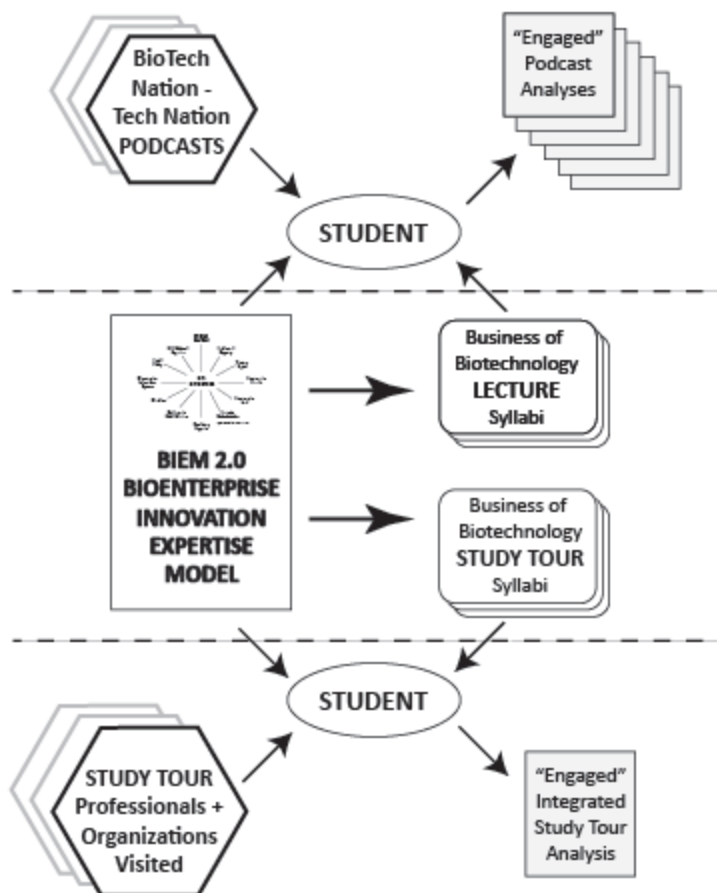 BioTech
Nation -
Tech Nation
PODCASTS
“Engaged”
Podcast
Analyses
STUDENT
BIEM 2.0
BIOENTERPRISE
INNOVATION
EXPERTISE
MODEL
Business of
Biotechnology
LECTURE
Syllabi
Business of
Biotechnology
STUDY TOUR
Syllabi
STUDENT
STUDY TOUR
Professionals +
Organizations
Visited
“Engaged”
Integrated
Study Tour
Analysis